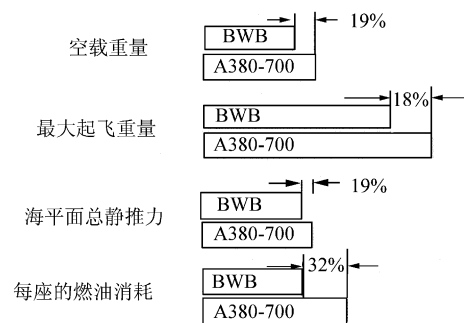 19%
BWB
空载重量
A380-700
18%
BWB
最大起飞重量
A380-700
19%
BWB
海平面总静推力
A380-700
32%
BWB
每座的燃油消耗
A380-700